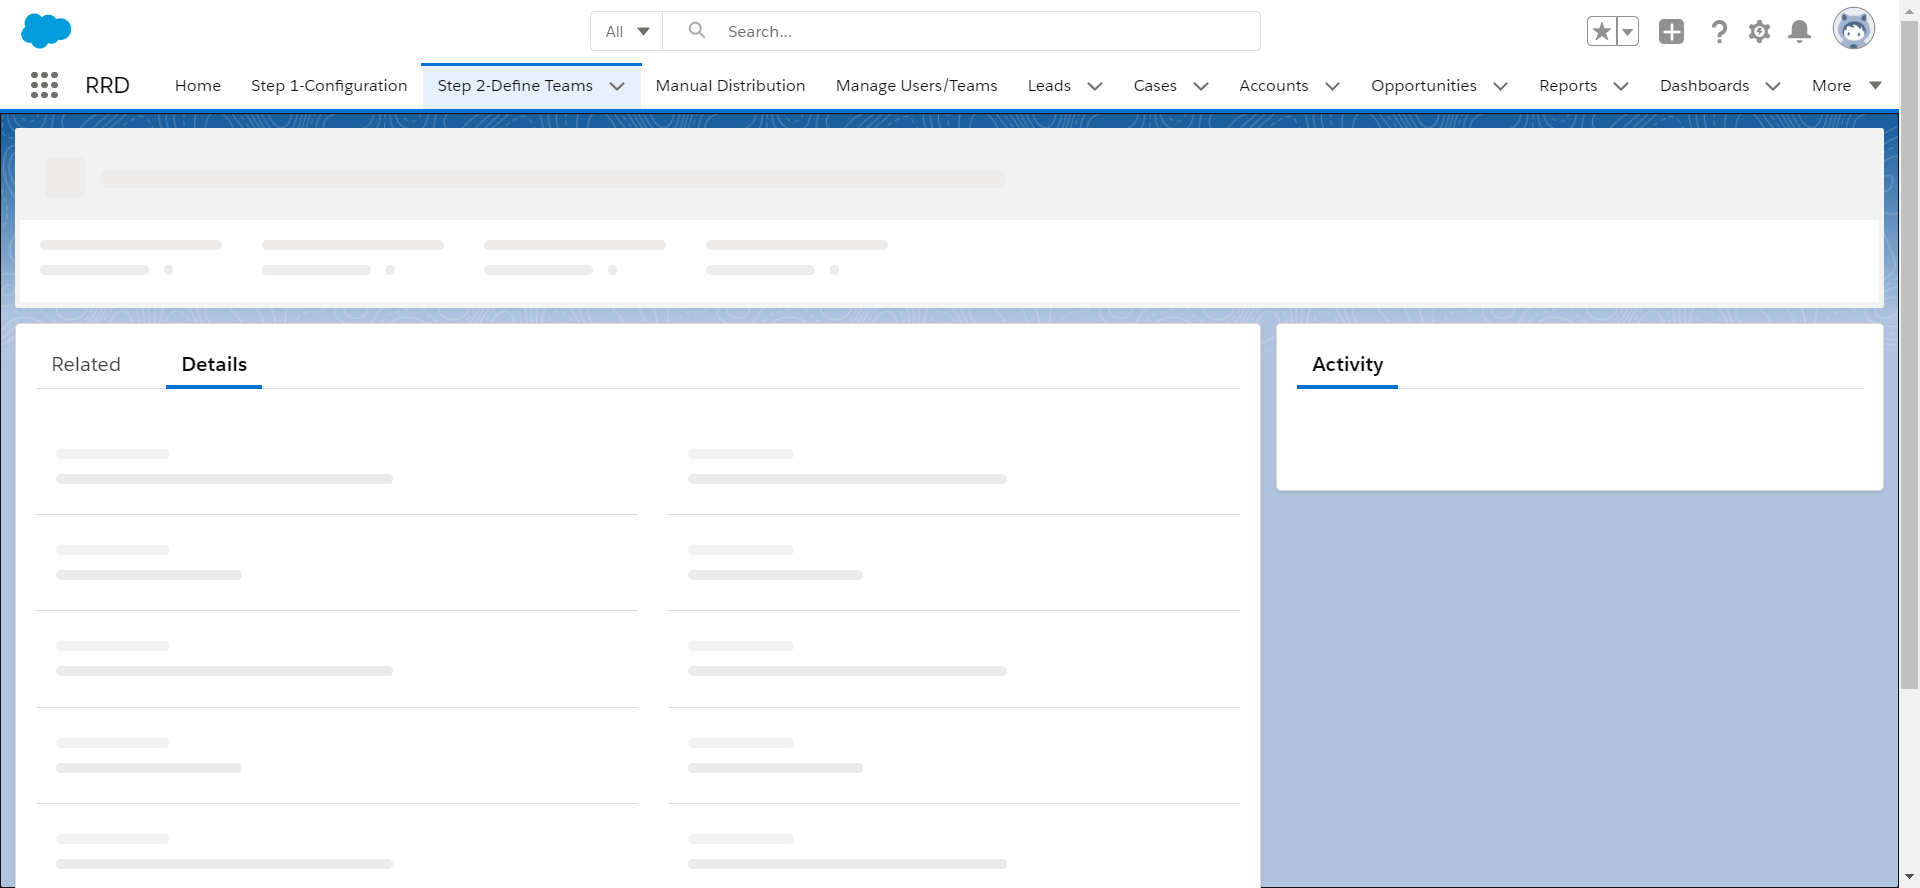 All
Search...
RRD
Home
Step 1-Configuration
Step 2-Define Teams
Manual Distribution
Manage Users/Teams
Leads
Cases
Accounts
Opportunities
Reports
Dashboards
More
Related
Details
Activity